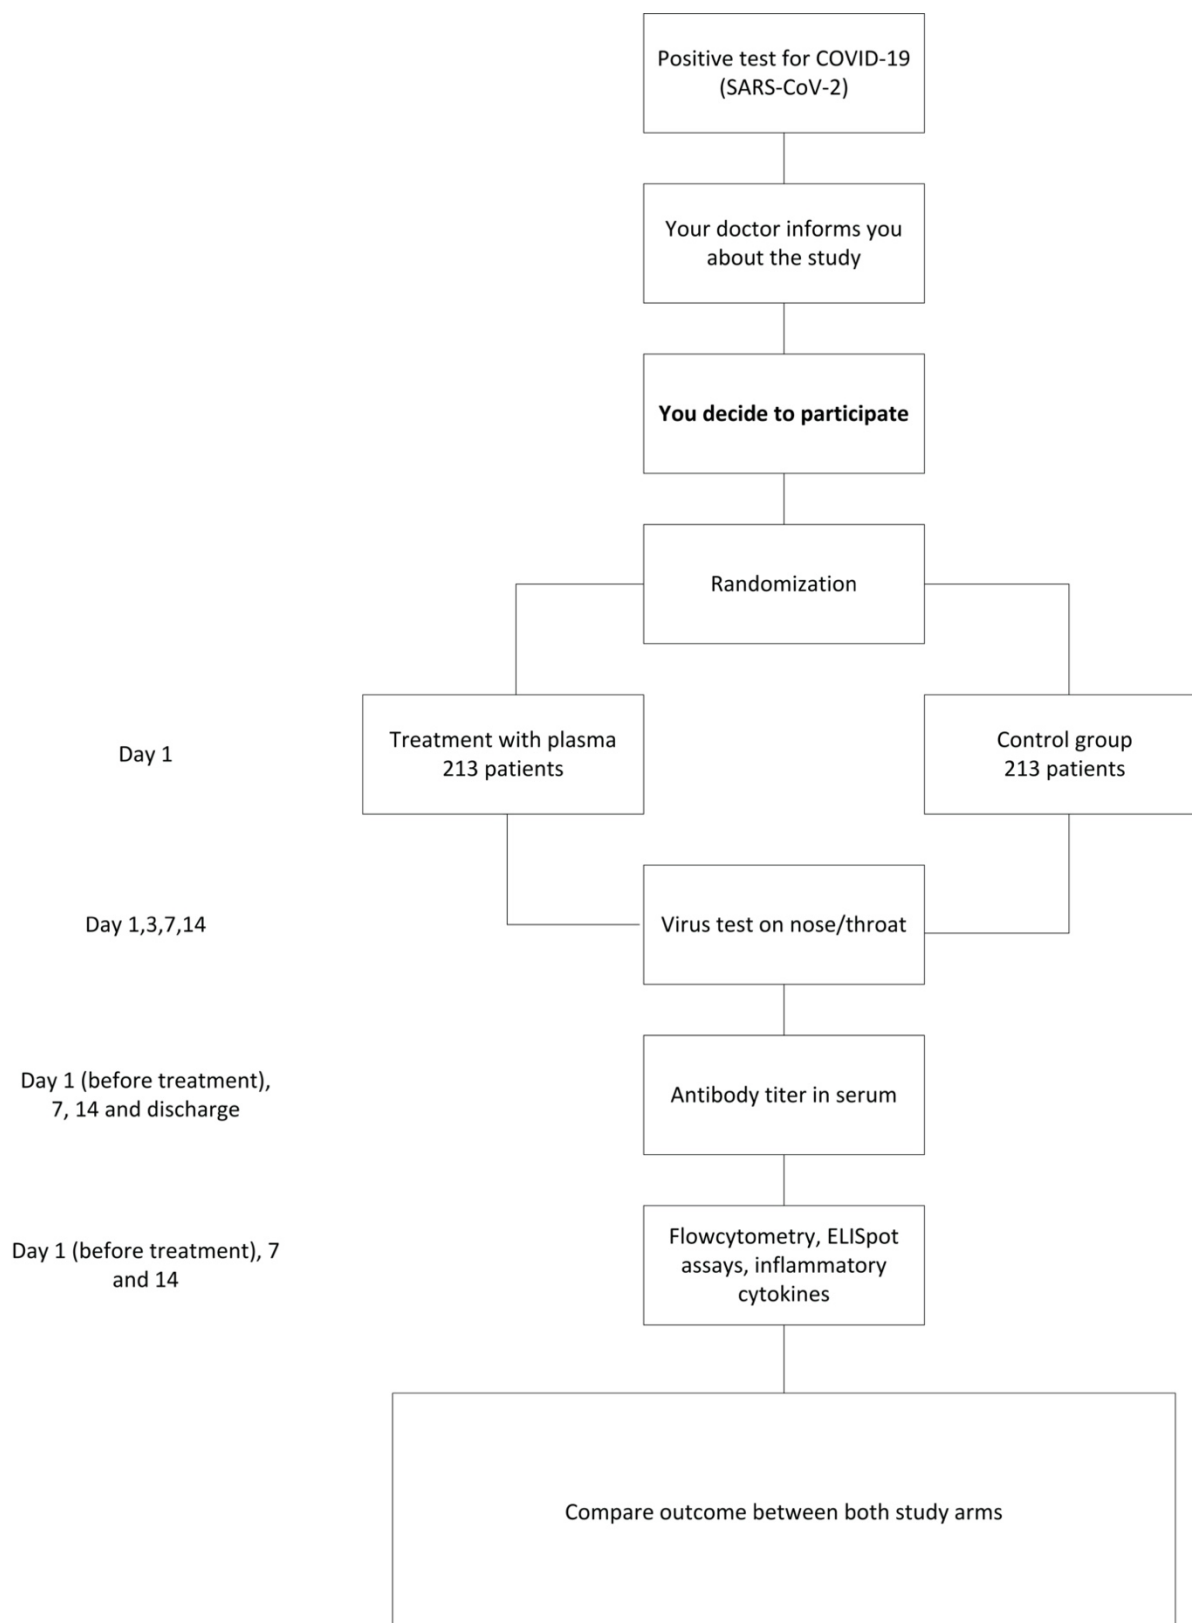 Positive test for COVID-19
(SARS-CoV-2)
Your doctor informs you
about the study
You decide to participate
Randomization
Day 1
Treatment with plasma
213 patients
Control group
213 patients
Day 1,3,7,14
Virus test on nose/throat
Day 1 (before treatment),
7, 14 and discharge
Antibody titer in serum
Day 1 (before treatment), 7
and 14
Flowcytometry, ELISpot
assays, inflammatory
cytokines
Compare outcome between both study arms